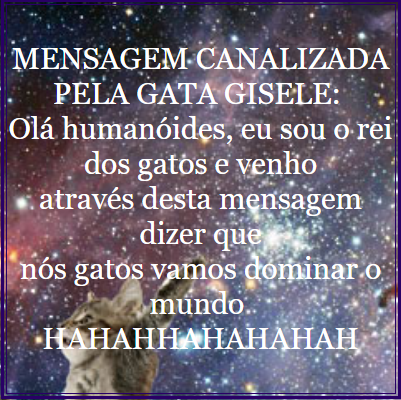 MENSAGEM CANALIZADA
PELA GATA GISELE:
Olá humanóides, eu sou o rei
dos gatos e venho
através desta mensagem
dizer que
nós gatos vamos dominar o
mundo
HAHAHHAHAHAHAH